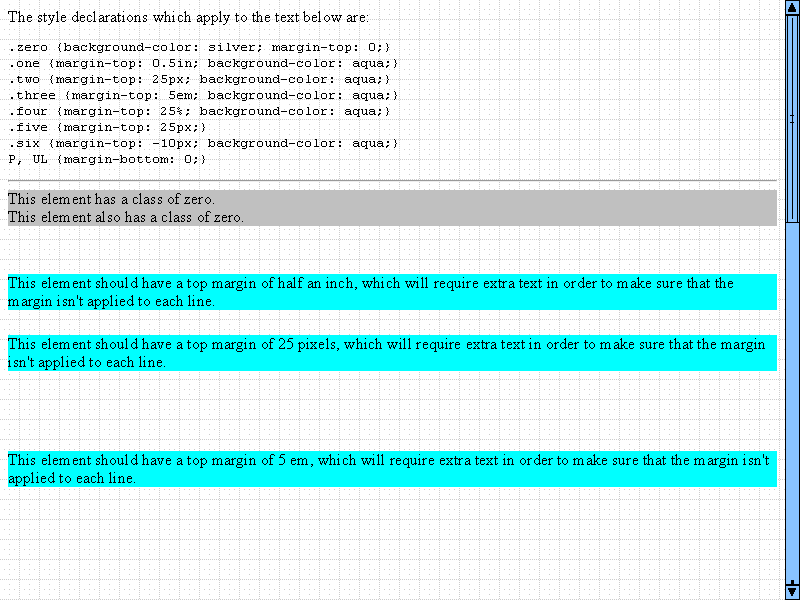 The style declarations which apply to the text below are:
.zero {background-color: silver; margin-top: 0;}
.one {margin-top: 0.5in; background-color: aqua;}
.two {margin-top: 25px; background-color: aqua;}
.three {margin-top: 5em; background-color: aqua;}
.four {margin-top: 25%; background-color: aqua;}
.five {margin-top: 25px;}
.six {margin-top: -10px; background-color: aqua;}
P, UL {margin-bottom: 0;}
This element has a class of zero.
This element also has a class of zero.
This element should have a top margin of half an inch, which will require extra text in order to make sure that the
margin isn't applied to each line.
This element should have a top margin of 25 pixels, which will require extra text in order to make sure that the margin
isn't applied to each line.
This element should have a top margin of 5 em, which will require extra text in order to make sure that the margin isn't
applied to each line.